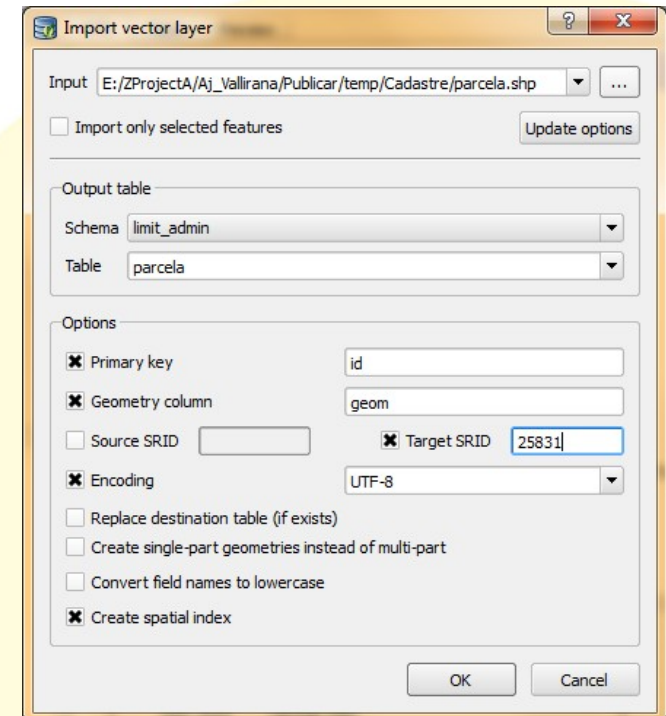 Import vector layer
Input E:/ZProjectA/Aj_Vallirana/Publicar/temp/Cadastre/parcela.shp ...
Import only selected features Update options
Output table
Schema limit_admin
Table parcela
Options
Primary key id
Geometry column geom
Source SRID Target SRID 25831
Encoding UTF-8
Replace destination table (if exists)
Create single-part geometries instead of multi-part
Convert field names to lowercase
Create spatial index
OK Cancel